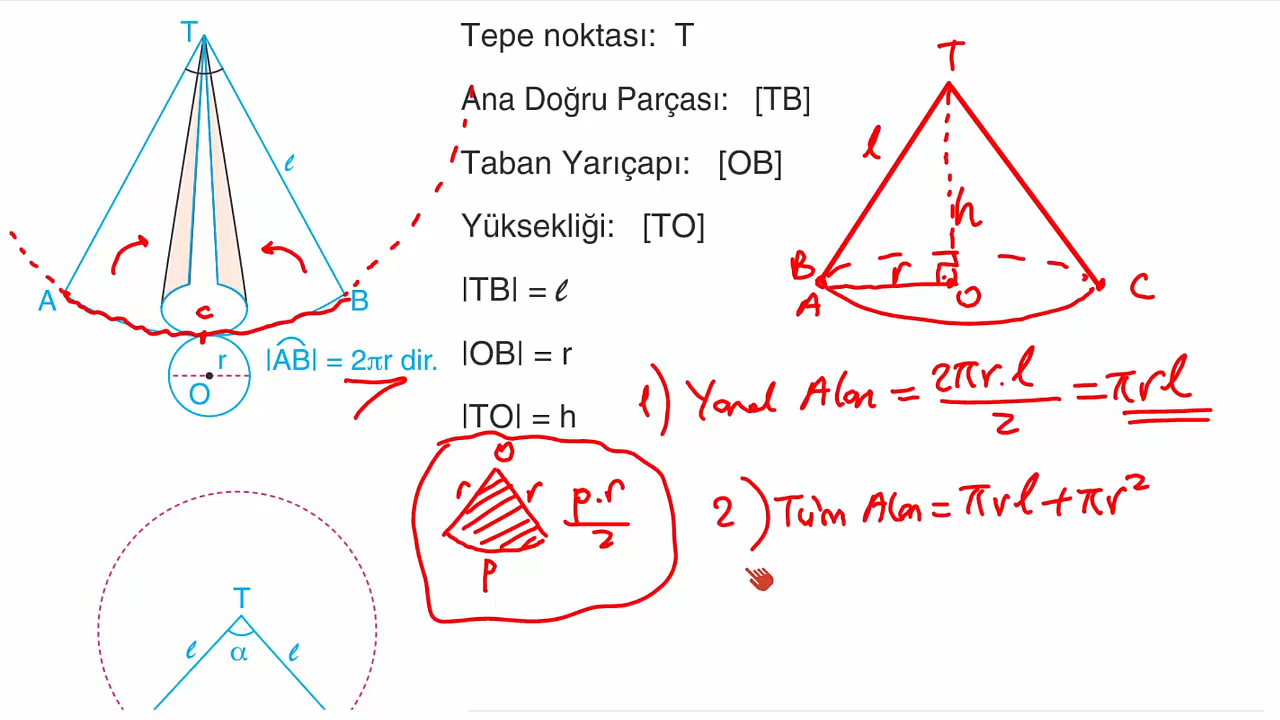 T
l
A
B
c
r
O
|AB| = 2πr dir.
Tepe noktası: T
Ana Doğru Parçası: [TB]
Taban Yarıçapı: [OB]
Yüksekliği: [TO]
|TB| = ℓ
|OB| = r
|TO| = h
T
l
h
B
A
r
O
C
1) Yanal Alan = 2πr.l / 2 = πrl
O
r r
p
p.r / 2
2) Tüm Alan = πrl + πr²
T
ℓ α ℓ